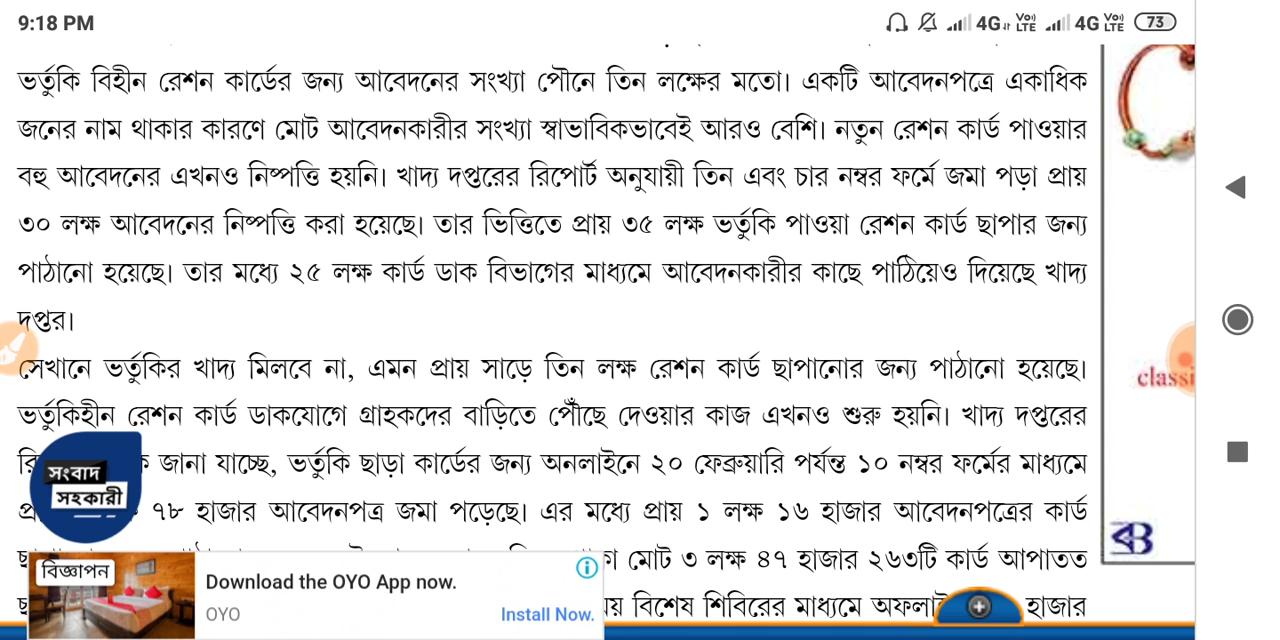 9:18 PM
4G VoLTE 4G VoLTE 73
ভর্তুকি বিহীন রেশন কার্ডের জন্য আবেদনের সংখ্যা পৌনে তিন লক্ষের মতো। একটি আবেদনপত্রে একাধিক
জনের নাম থাকার কারণে মোট আবেদনকারীর সংখ্যা স্বাভাবিকভাবেই আরও বেশি। নতুন রেশন কার্ড পাওয়ার
বহু আবেদনের এখনও নিষ্পত্তি হয়নি। খাদ্য দপ্তরের রিপোর্ট অনুযায়ী তিন এবং চার নম্বর ফর্মে জমা পড়া প্রায়
৩০ লক্ষ আবেদনের নিষ্পত্তি করা হয়েছে। তার ভিত্তিতে প্রায় ৩৫ লক্ষ ভর্তুকি পাওয়া রেশন কার্ড ছাপার জন্য
পাঠানো হয়েছে। তার মধ্যে ২৫ লক্ষ কার্ড ডাক বিভাগের মাধ্যমে আবেদনকারীর কাছে পাঠিয়েও দিয়েছে খাদ্য
দপ্তর।
সেখানে ভর্তুকির খাদ্য মিলবে না, এমন প্রায় সাড়ে তিন লক্ষ রেশন কার্ড ছাপানোর জন্য পাঠানো হয়েছে।
ভর্তুকিহীন রেশন কার্ড ডাকযোগে গ্রাহকদের বাড়িতে পৌঁছে দেওয়ার কাজ এখনও শুরু হয়নি। খাদ্য দপ্তরের
জানা যাচ্ছে, ভর্তুকি ছাড়া কার্ডের জন্য অনলাইনে ২০ ফেব্রুয়ারি পর্যন্ত ১০ নম্বর ফর্মের মাধ্যমে
৭৮ হাজার আবেদনপত্র জমা পড়েছে। এর মধ্যে প্রায় ১ লক্ষ ১৬ হাজার আবেদনপত্রের কার্ড
মোট ৩ লক্ষ ৪৭ হাজার ২৬৩টি কার্ড আপাতত
বিশেষ শিবিরের মাধ্যমে হাজার
সংবাদ
সহকারী
বিজ্ঞাপন
Download the OYO App now.
OYO
Install Now.
classi